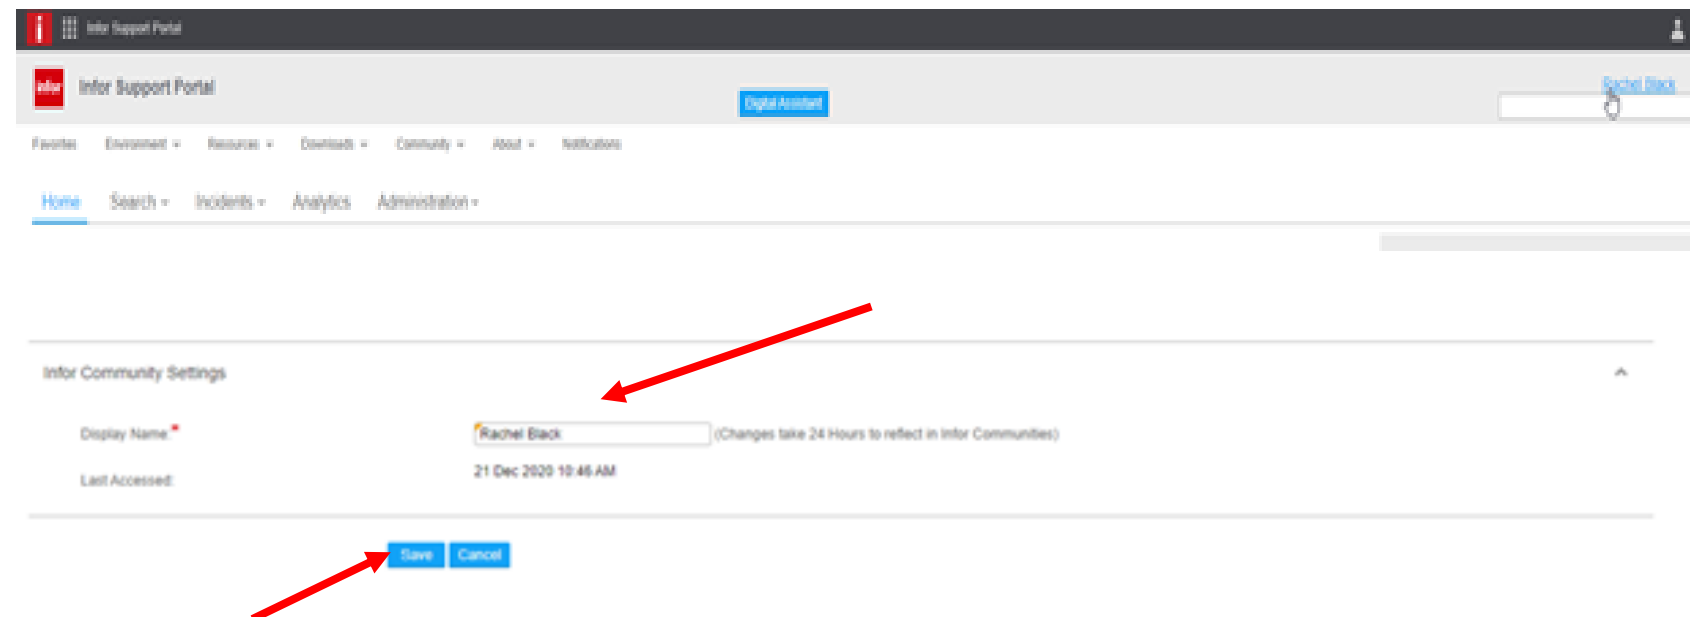 Infor Support Portal
infor Infor Support Portal
Rachel Black
Digital Assistant
Favorites Environment Resources Downloads Community About Notifications
Home Search Incidents Analytics Administration
Infor Community Settings
Display Name:* Rachel Black (Changes take 24 Hours to reflect in Infor Communities)
Last Accessed: 21 Dec 2020 10:46 AM
Save Cancel